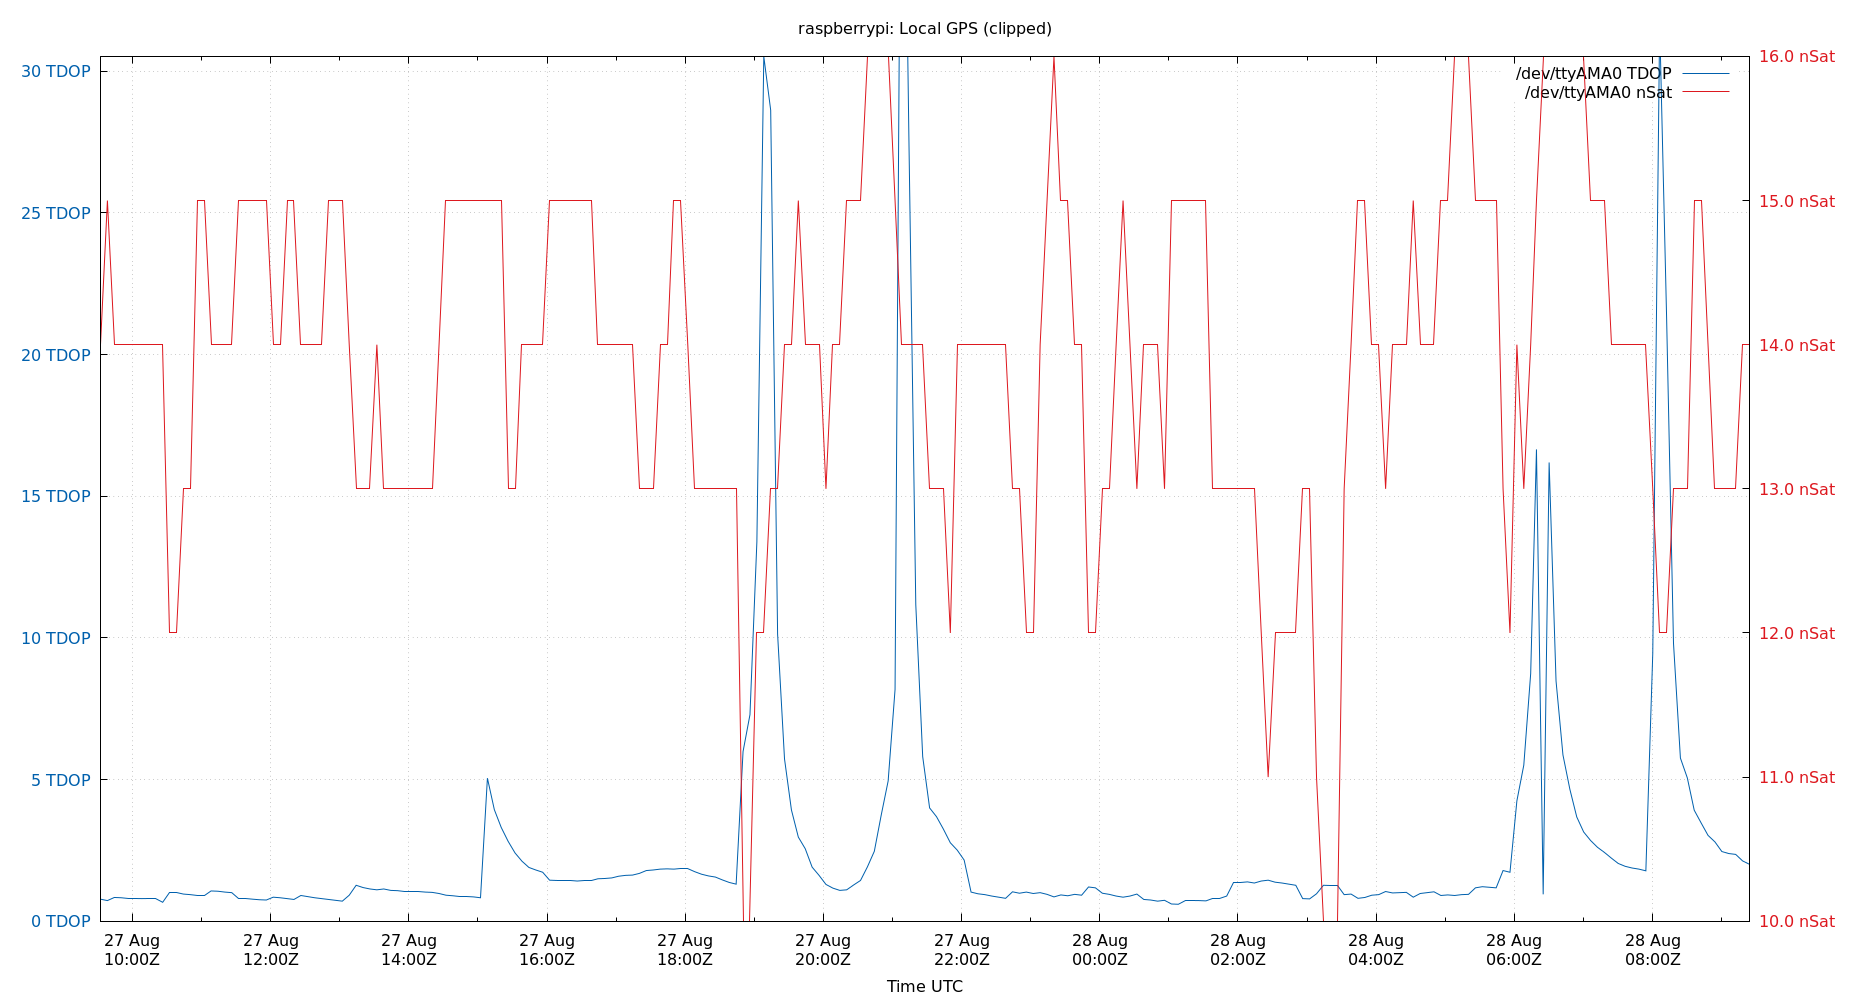 raspberrypi: Local GPS (clipped)
30 TDOP
25 TDOP
20 TDOP
15 TDOP
10 TDOP
5 TDOP
0 TDOP
16.0 nSat
15.0 nSat
14.0 nSat
13.0 nSat
12.0 nSat
11.0 nSat
10.0 nSat
/dev/ttyAMA0 TDOP
/dev/ttyAMA0 nSat
27 Aug
10:00Z
27 Aug
12:00Z
27 Aug
14:00Z
27 Aug
16:00Z
27 Aug
18:00Z
27 Aug
20:00Z
27 Aug
22:00Z
28 Aug
00:00Z
28 Aug
02:00Z
28 Aug
04:00Z
28 Aug
06:00Z
28 Aug
08:00Z
Time UTC